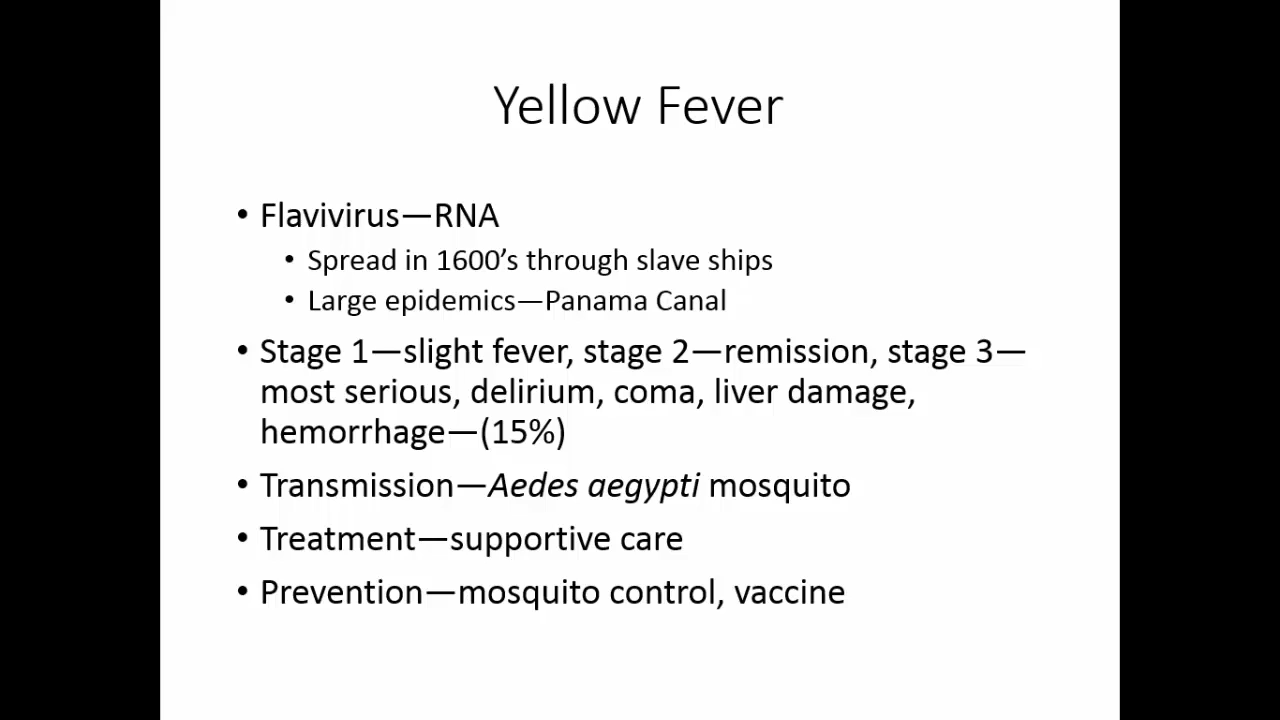 Yellow Fever
• Flavivirus—RNA
• Spread in 1600’s through slave ships
• Large epidemics—Panama Canal
• Stage 1—slight fever, stage 2—remission, stage 3—
most serious, delirium, coma, liver damage,
hemorrhage—(15%)
• Transmission—Aedes aegypti mosquito
• Treatment—supportive care
• Prevention—mosquito control, vaccine